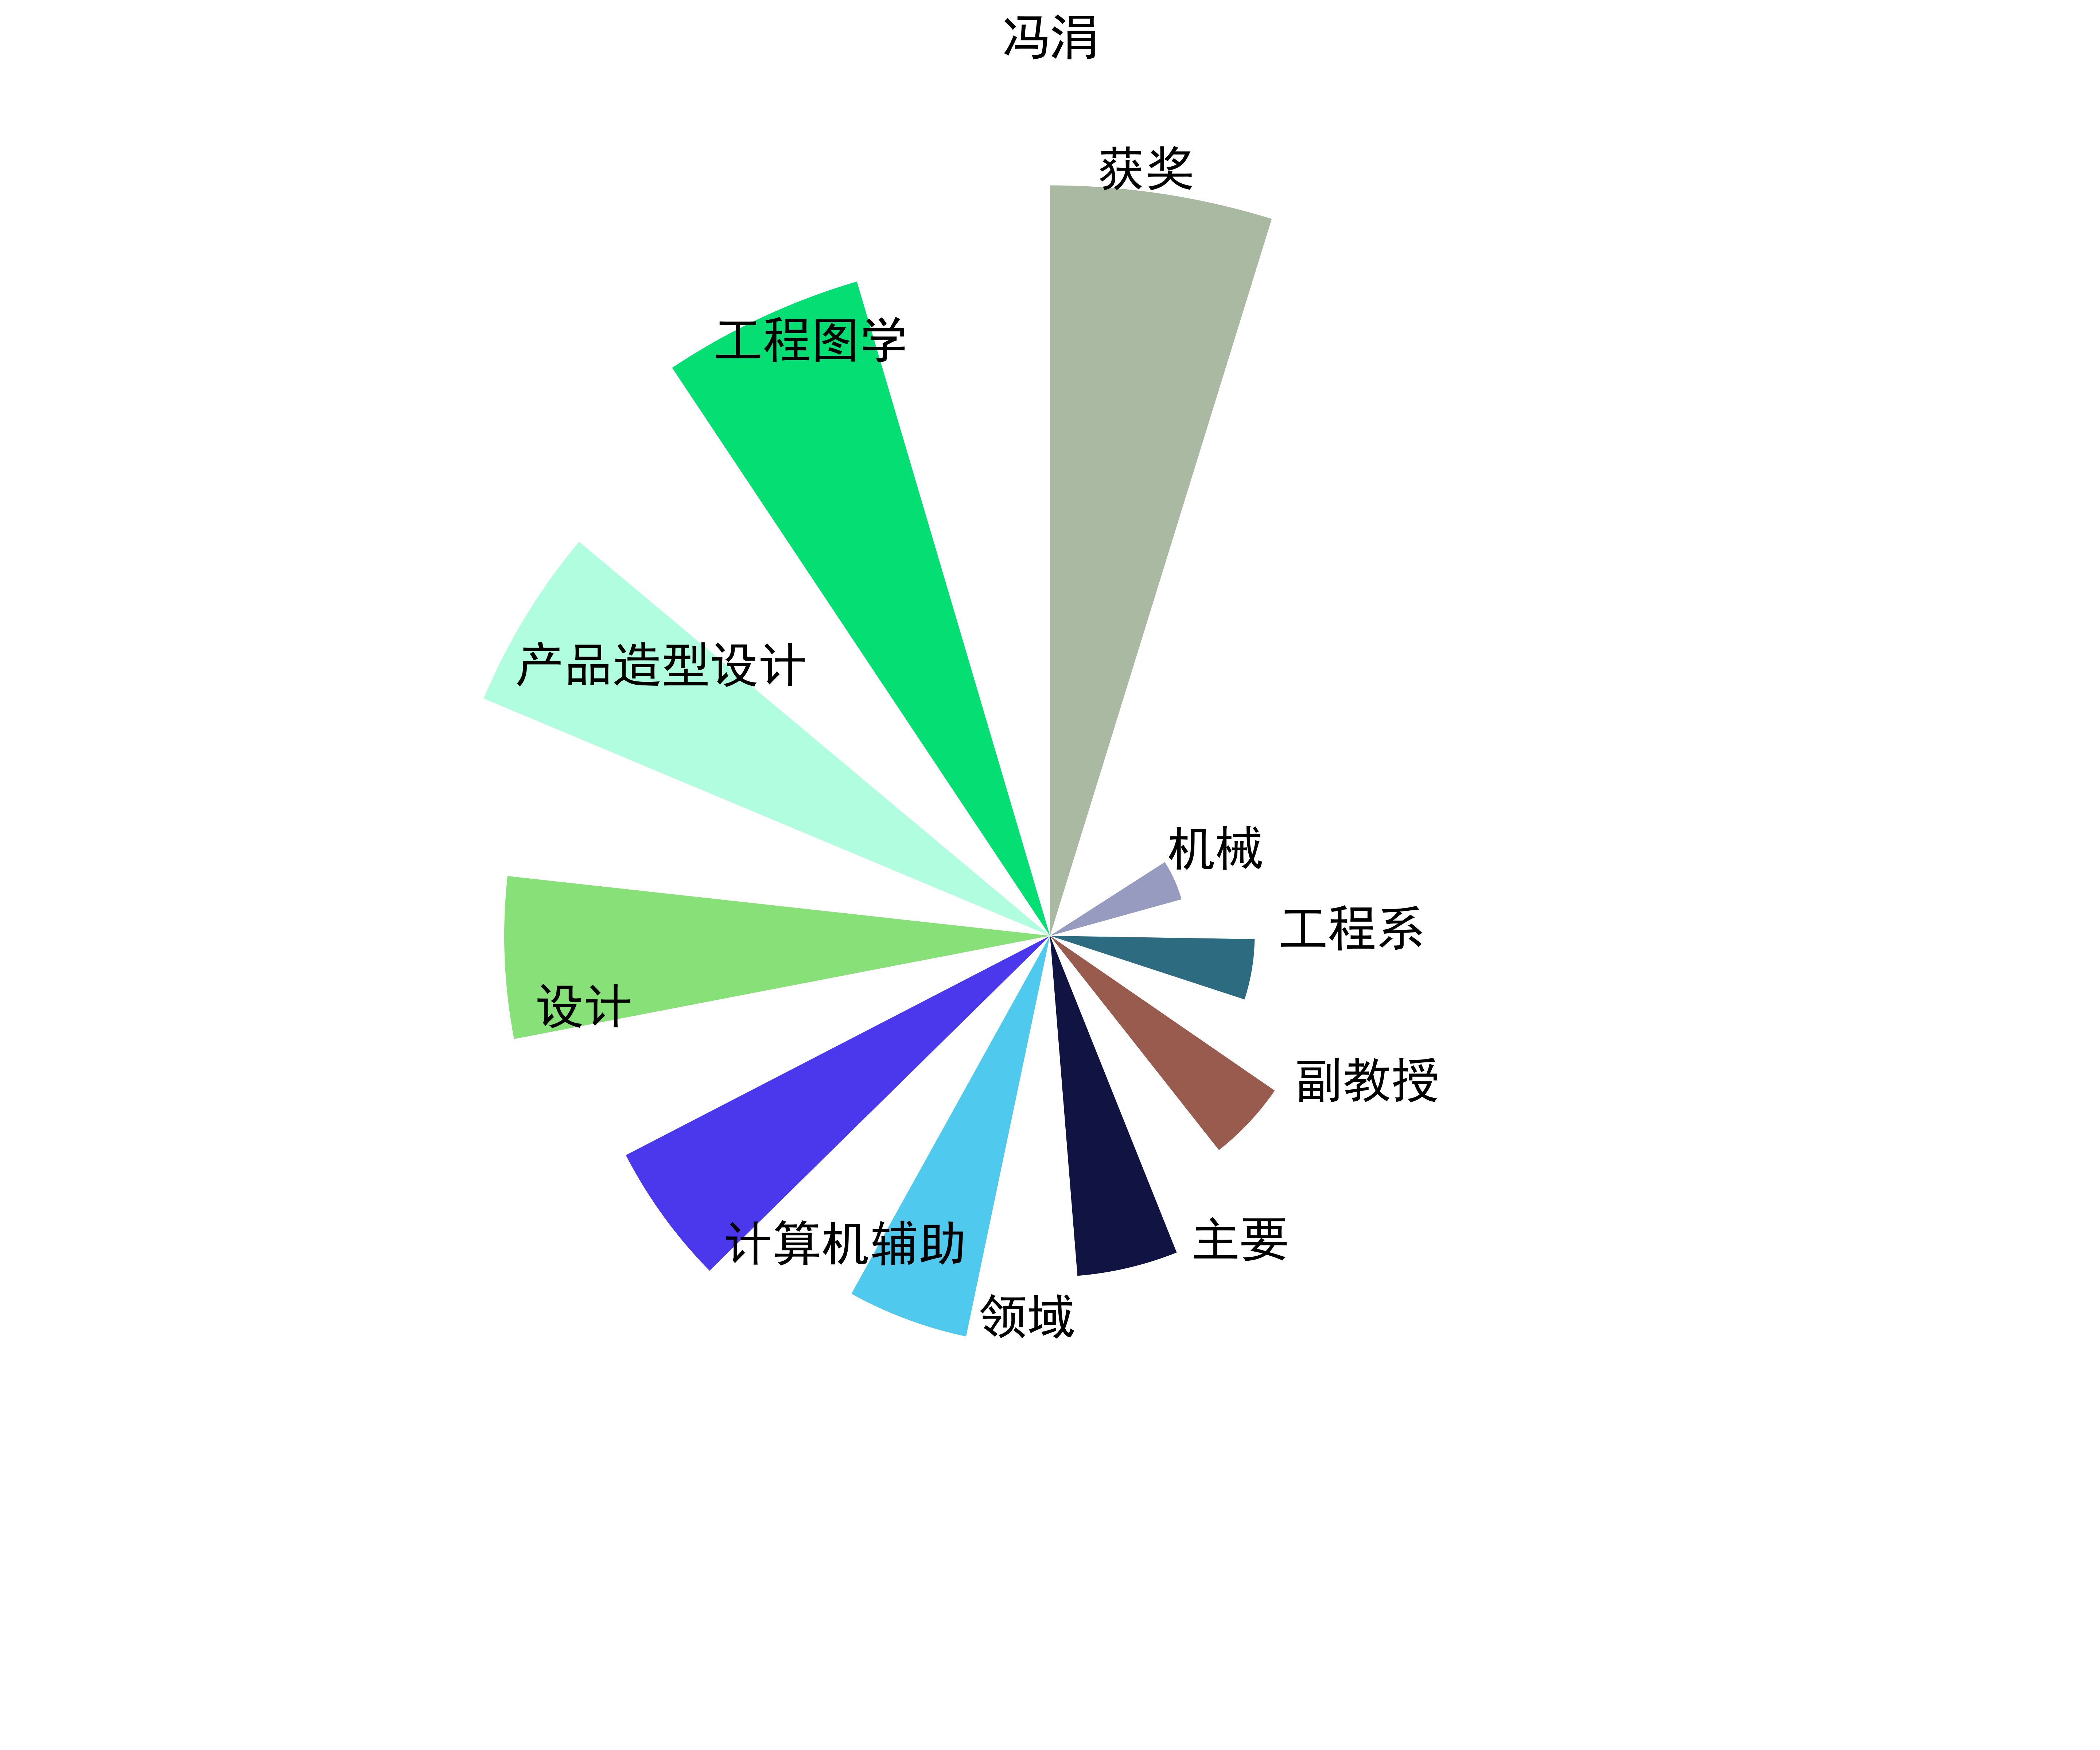 冯涓
获奖
工程图学
产品造型设计
机械
工程系
设计
副教授
主要
计算机辅助
领域